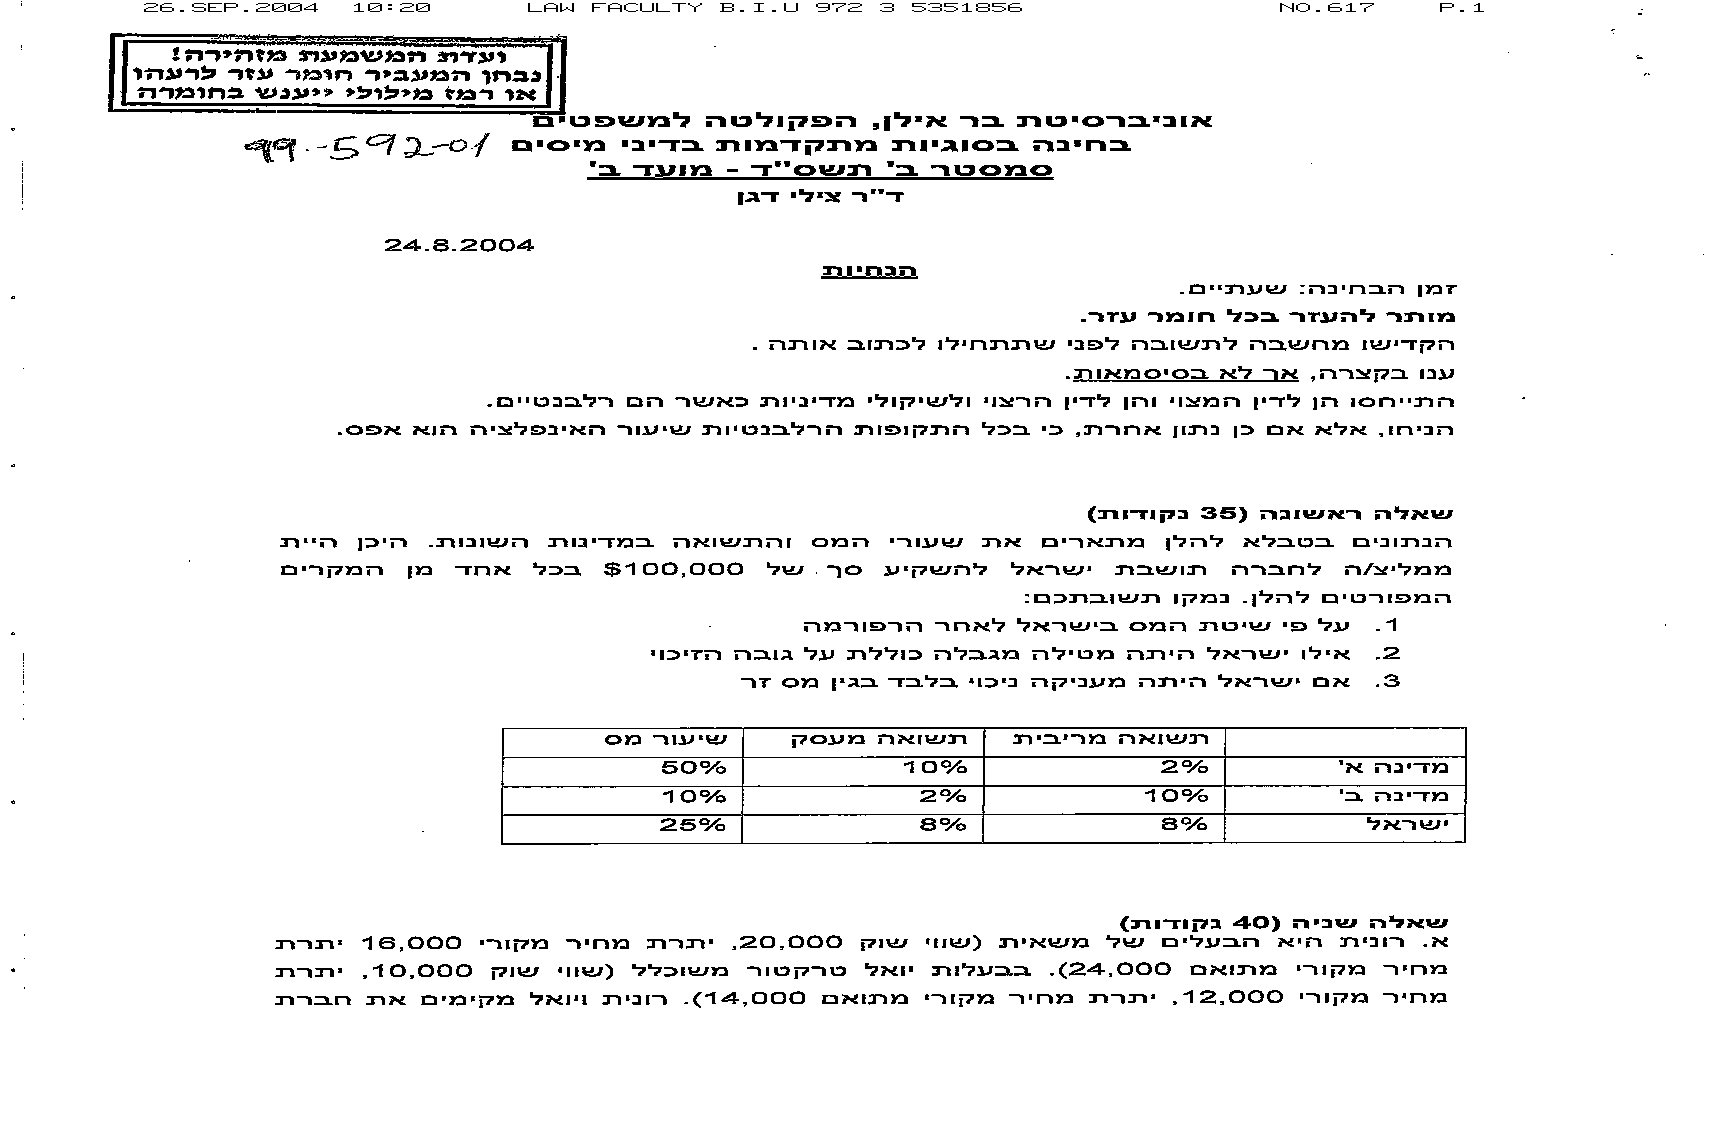 26.SEP.2004 10:20 LAW FACULTY B.I.U 972 3 5351856 NO.617 P.1
ועדת המשמעת מזהירה!
נבחן המעביר חומר עזר לרעהו
או רמז מילולי ייענש בחומרה
אוניברסיטת בר אילן, הפקולטה למשפטים
בחינה בסוגיות מתקדמות בדיני מיסים 99-592-01
סמסטר ב' תשס"ד - מועד ב'
ד"ר צילי דגן
24.8.2004
הנחיות
זמן הבחינה: שעתיים.
מותר להעזר בכל חומר עזר.
הקדישו מחשבה לתשובה לפני שתתחילו לכתוב אותה .
ענו בקצרה, אך לא בסיסמאות.
התייחסו הן לדין המצוי והן לדין הרצוי ולשיקולי מדיניות כאשר הם רלבנטיים.
הניחו, אלא אם כן נתון אחרת, כי בכל התקופות הרלבנטיות שיעור האינפלציה הוא אפס.
שאלה ראשונה (35 נקודות)
הנתונים בטבלא להלן מתארים את שעורי המס והתשואה במדינות השונות. היכן היית
ממליצ/ה לחברה תושבת ישראל להשקיע סך של $100,000 בכל אחד מן המקרים
המפורטים להלן. נמקו תשובתכם:
1. על פי שיטת המס בישראל לאחר הרפורמה
2. אילו ישראל היתה מטילה מגבלה כוללת על גובה הזיכוי
3. אם ישראל היתה מעניקה ניכוי בלבד בגין מס זר
תשואה מריבית תשואה מעסק שיעור מס
מדינה א' 2% 10% 50%
מדינה ב' 10% 2% 10%
ישראל 8% 8% 25%
שאלה שניה (40 נקודות)
א. רונית היא הבעלים של משאית (שווי שוק 20,000, יתרת מחיר מקורי 16,000 יתרת
מחיר מקורי מתואם 24,000). בבעלות יואל טרקטור משוכלל (שווי שוק 10,000, יתרת
מחיר מקורי 12,000, יתרת מחיר מקורי מתואם 14,000). רונית ויואל מקימים את חברת